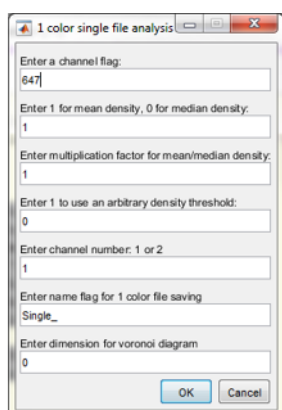 1 color single file analysis
Enter a channel flag:
647
Enter 1 for mean density, 0 for median density:
1
Enter multiplication factor for mean/median density:
1
Enter 1 to use an arbitrary density threshold:
0
Enter channel number: 1 or 2
1
Enter name flag for 1 color file saving
Single_
Enter dimension for voronoi diagram
0
OK Cancel